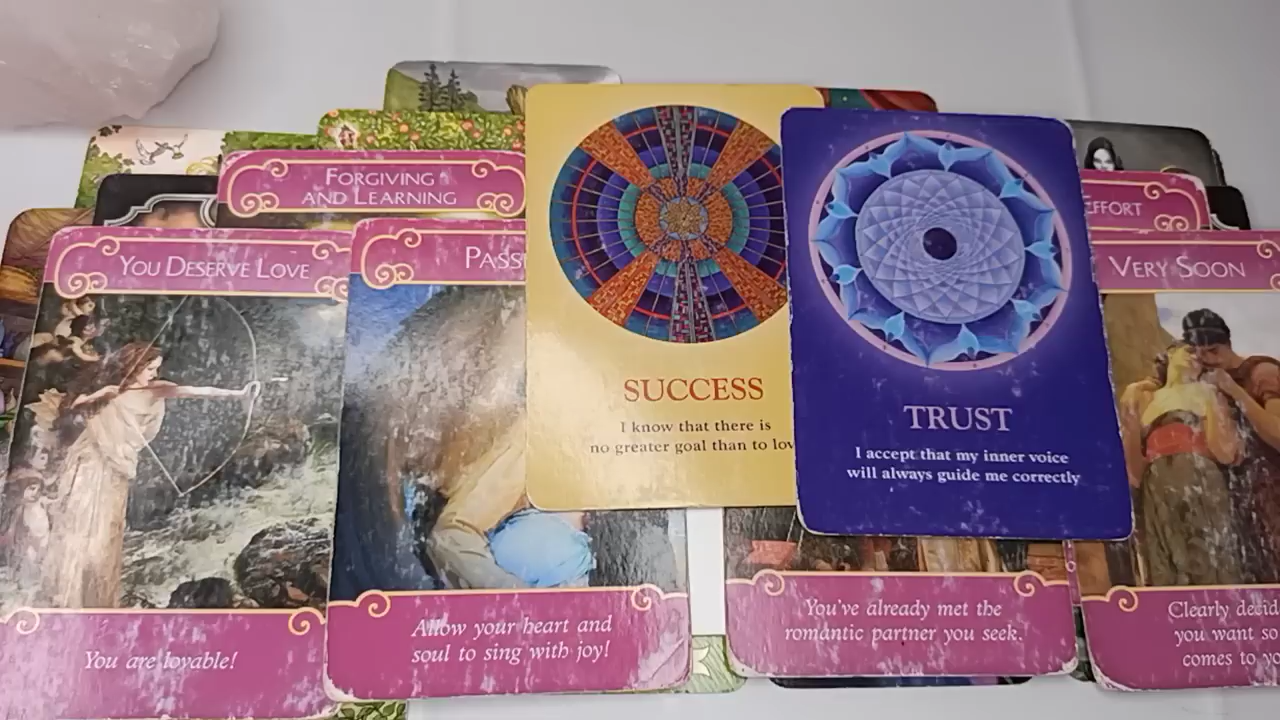 FORGIVING
AND LEARNING
EFFORT
YOU DESERVE LOVE
PASS
VERY SOON
SUCCESS
I know that there is
no greater goal than to lov
TRUST
I accept that my inner voice
will always guide me correctly
You are lovable!
Allow your heart and
soul to sing with joy!
You've already met the
romantic partner you seek.
Clearly decid
you want so
comes to yo